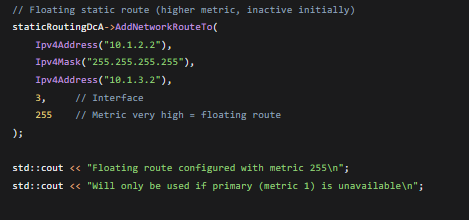 // Floating static route (higher metric, inactive initially)
staticRoutingDcA->AddNetworkRouteTo(
    Ipv4Address("10.1.2.2"),
    Ipv4Mask("255.255.255.255"),
    Ipv4Address("10.1.3.2"),
    3,     // Interface
    255    // Metric very high = floating route
);

std::cout << "Floating route configured with metric 255\n";
std::cout << "Will only be used if primary (metric 1) is unavailable\n";